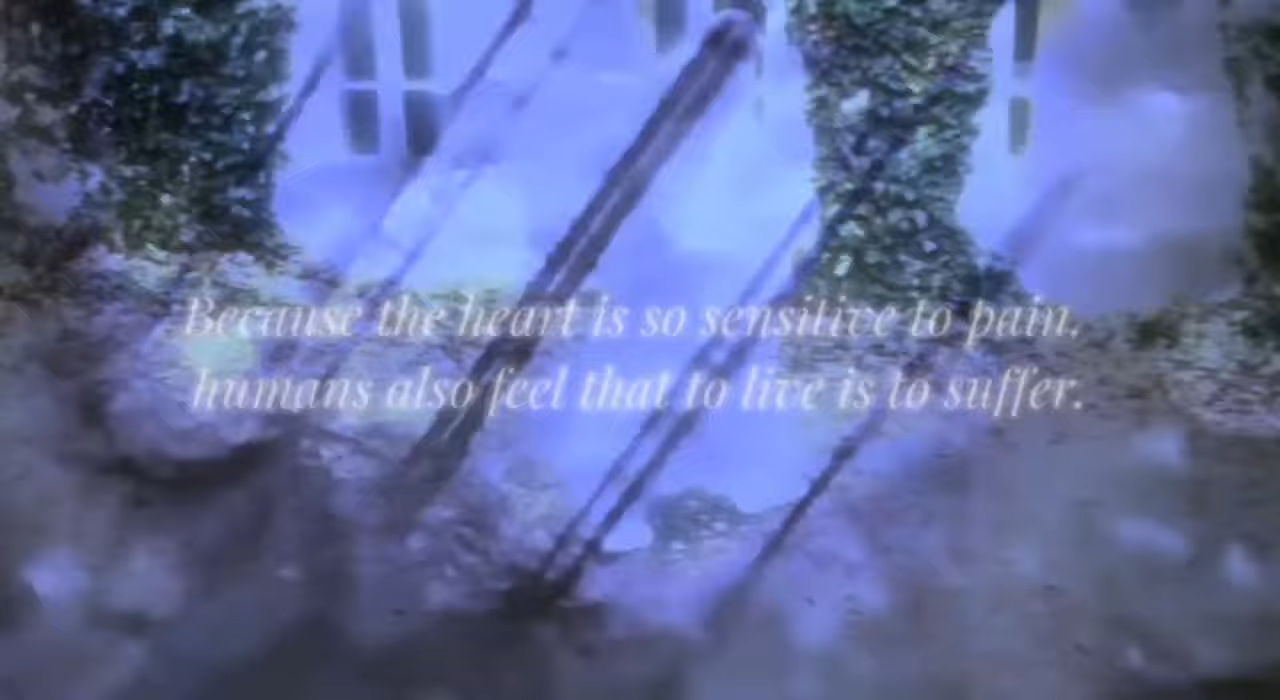 Because the heart is so sensitive to pain,
humans also feel that to live is to suffer.